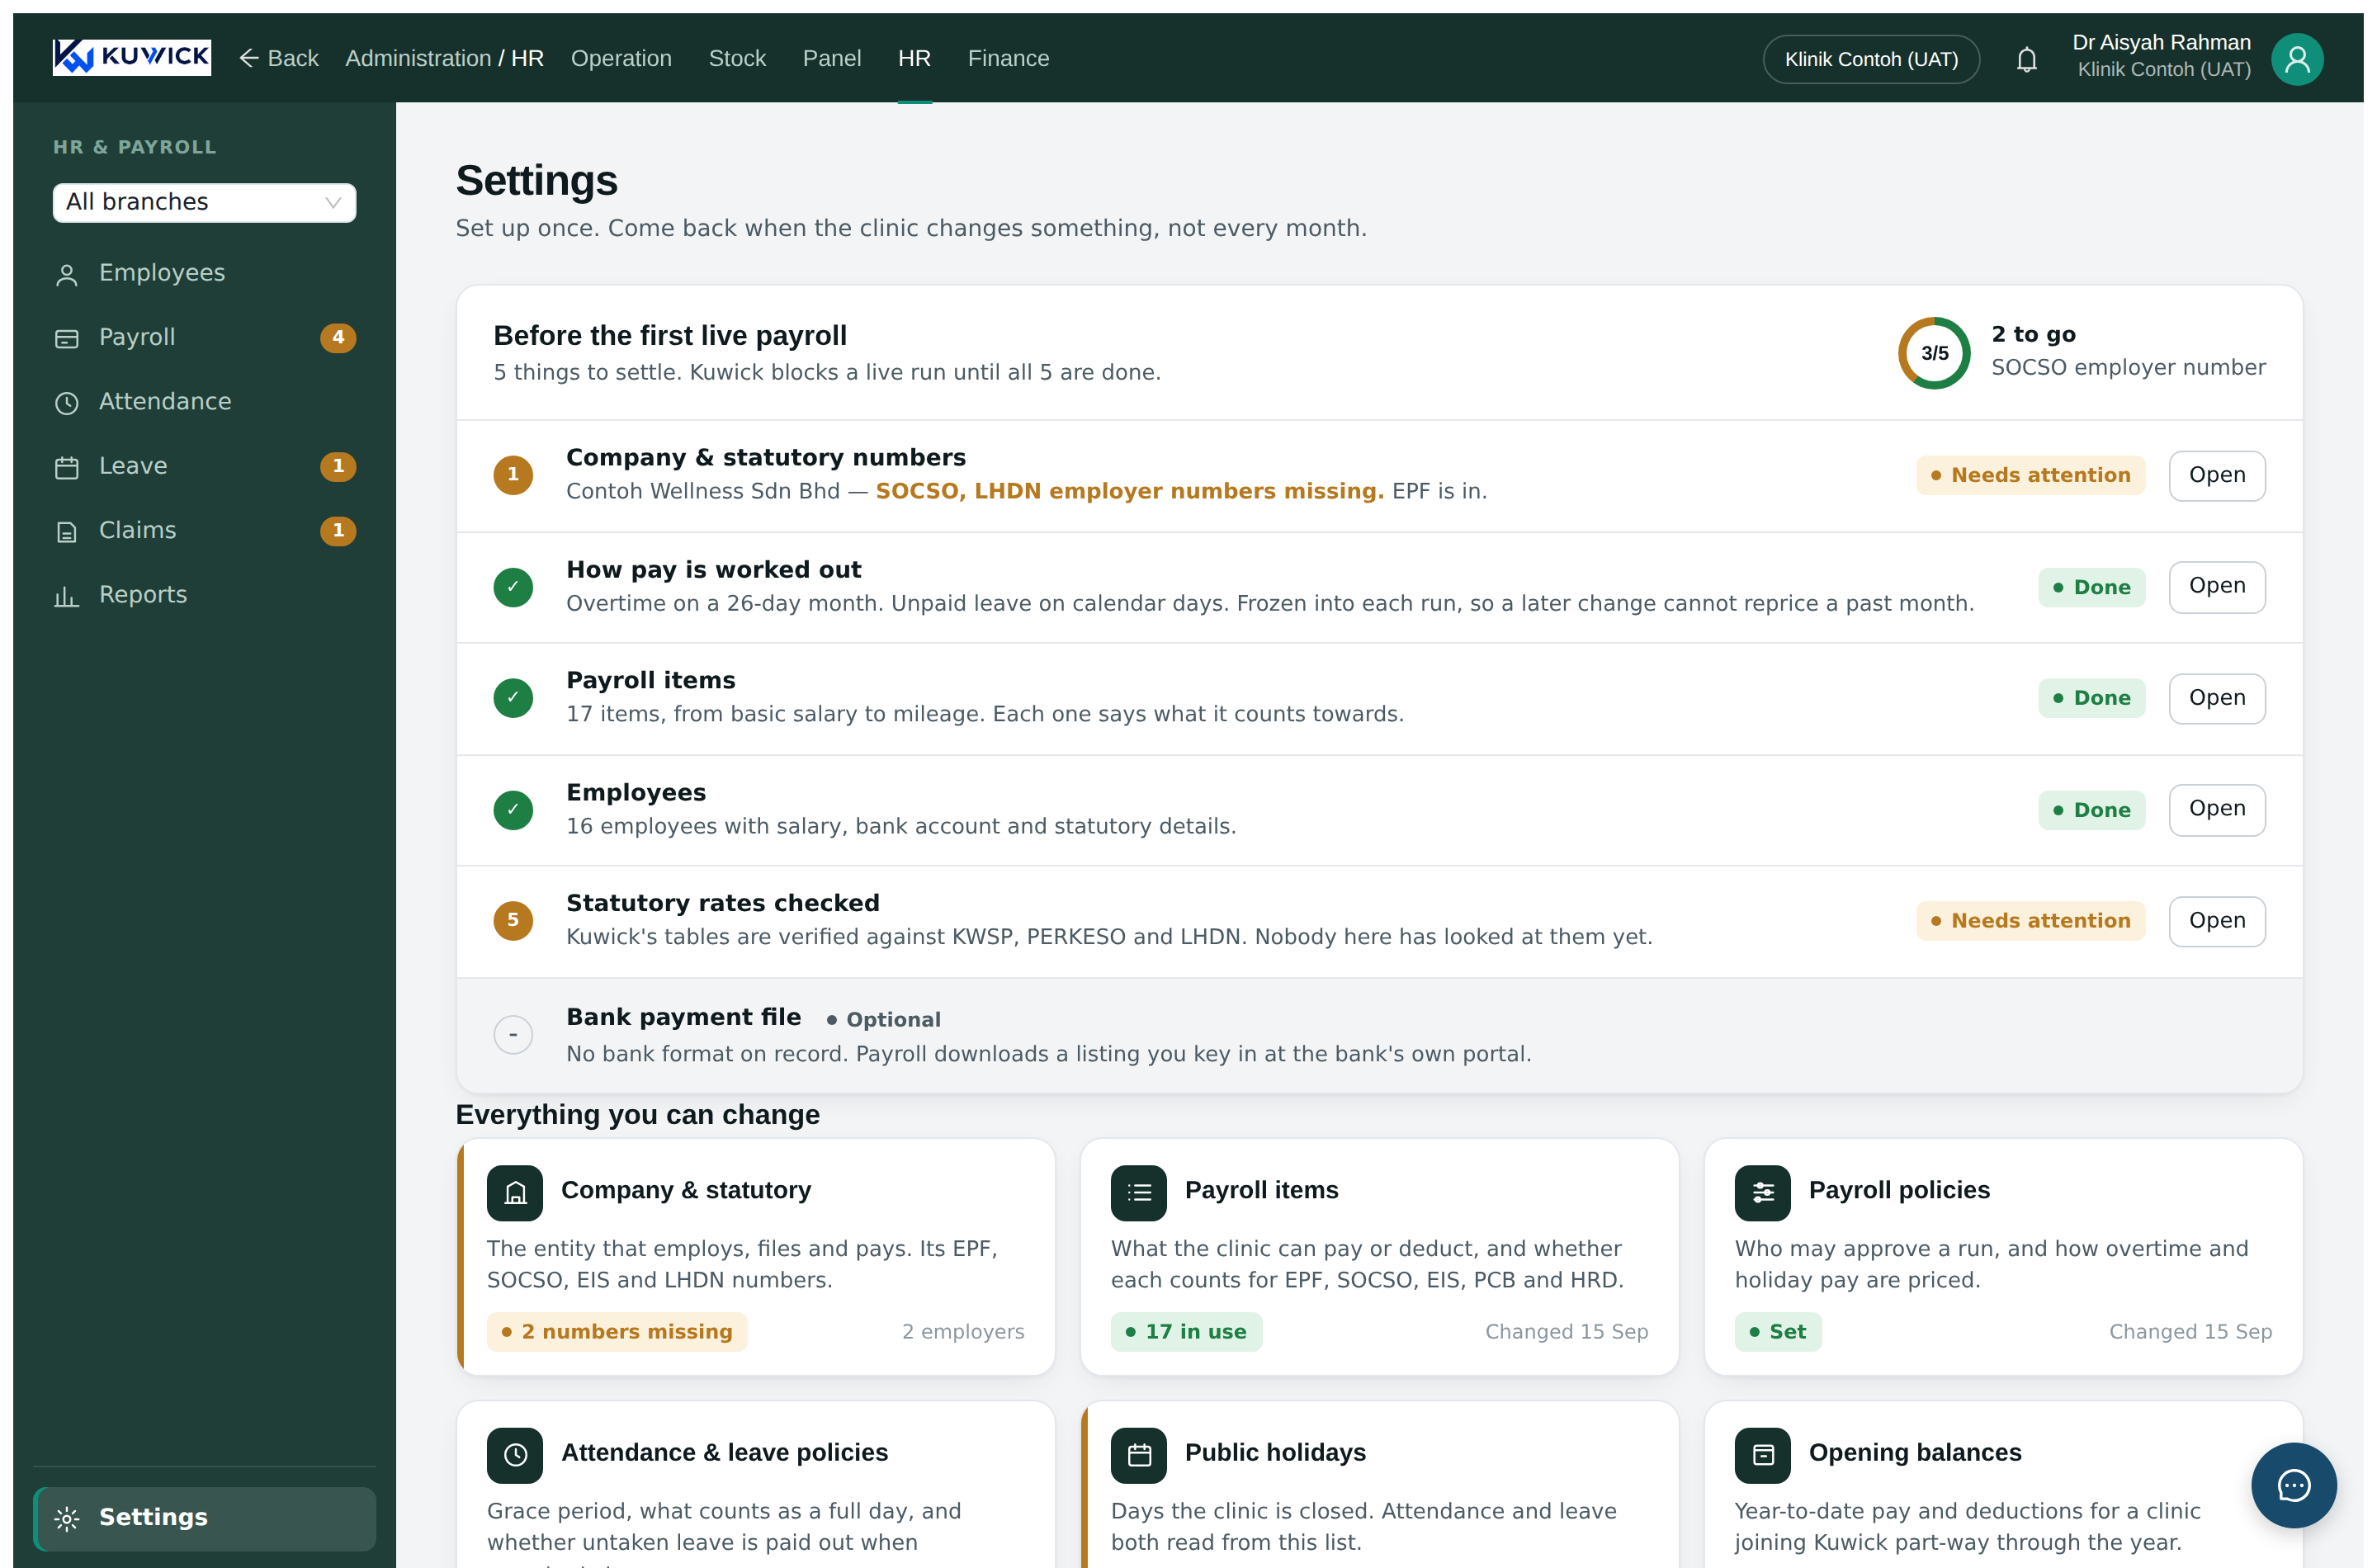 KUWICK
Back
Administration / HR
Operation
Stock
Panel
HR
Finance
Klinik Contoh (UAT)
Dr Aisyah Rahman
Klinik Contoh (UAT)
HR & PAYROLL
All branches
Employees
Payroll 4
Attendance
Leave 1
Claims 1
Reports
Settings
Settings
Set up once. Come back when the clinic changes something, not every month.
Before the first live payroll
5 things to settle. Kuwick blocks a live run until all 5 are done.
3/5
2 to go
SOCSO employer number
1
Company & statutory numbers
Contoh Wellness Sdn Bhd — SOCSO, LHDN employer numbers missing. EPF is in.
Needs attention
Open
✓
How pay is worked out
Overtime on a 26-day month. Unpaid leave on calendar days. Frozen into each run, so a later change cannot reprice a past month.
Done
Open
✓
Payroll items
17 items, from basic salary to mileage. Each one says what it counts towards.
Done
Open
✓
Employees
16 employees with salary, bank account and statutory details.
Done
Open
5
Statutory rates checked
Kuwick's tables are verified against KWSP, PERKESO and LHDN. Nobody here has looked at them yet.
Needs attention
Open
-
Bank payment file
Optional
No bank format on record. Payroll downloads a listing you key in at the bank's own portal.
Everything you can change
Company & statutory
The entity that employs, files and pays. Its EPF,
SOCSO, EIS and LHDN numbers.
2 numbers missing
2 employers
Payroll items
What the clinic can pay or deduct, and whether
each counts for EPF, SOCSO, EIS, PCB and HRD.
17 in use
Changed 15 Sep
Payroll policies
Who may approve a run, and how overtime and
holiday pay are priced.
Set
Changed 15 Sep
Attendance & leave policies
Grace period, what counts as a full day, and
whether untaken leave is paid out when
Public holidays
Days the clinic is closed. Attendance and leave
both read from this list.
Opening balances
Year-to-date pay and deductions for a clinic
joining Kuwick part-way through the year.